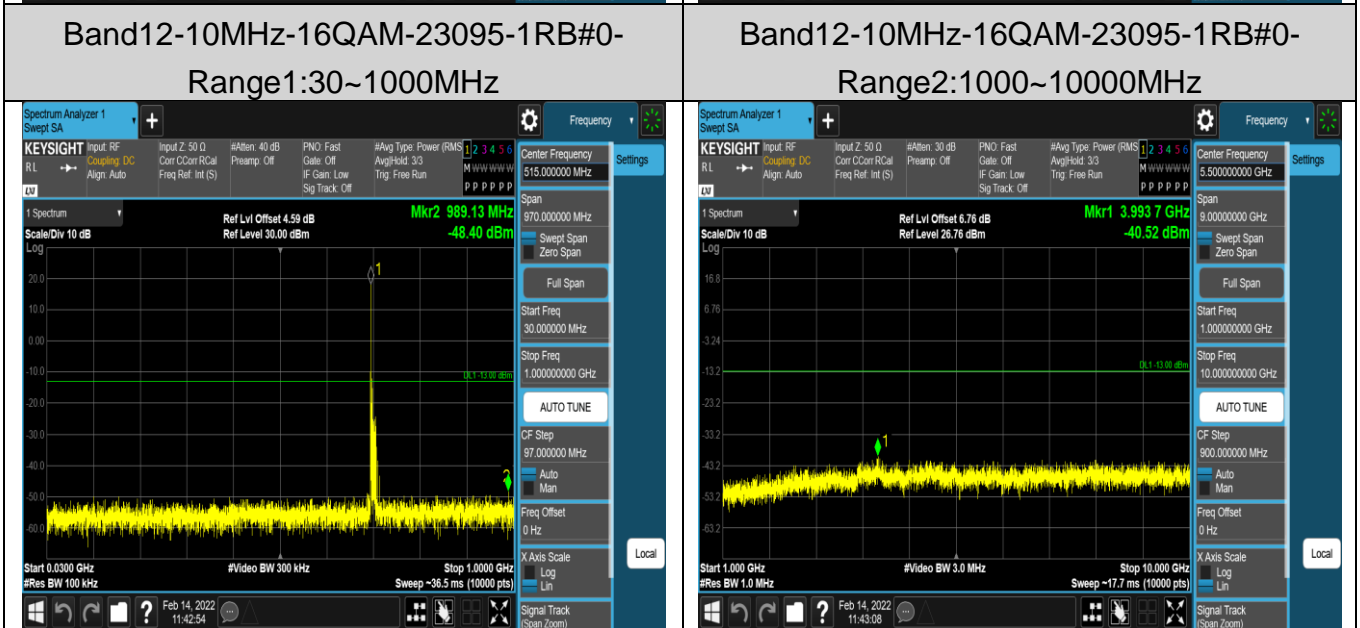 Band12-10MHz-16QAM-23095-1RB#0-
Range1:30~1000MHz
Spectrum Analyzer 1
Swept SA
+
Frequency
KEYSIGHT
R L
Input: RF
Coupling: DC
Align: Auto
Input Z: 50 Ω
Corr CCorr RCal
Freq Ref: Int (S)
#Atten: 40 dB
Preamp: Off
PNO: Fast
Gate: Off
IF Gain: Low
Sig Track: Off
#Avg Type: Power (RMS
Avg|Hold: 3/3
Trig: Free Run
1 2 3 4 5 6
M W W W W W
P P P P P P
LXI
1 Spectrum
Scale/Div 10 dB
Log
Ref Lvl Offset 4.59 dB
Ref Level 30.00 dBm
Mkr2 989.13 MHz
-48.40 dBm
1
20.0
10.0
0.00
-10.0
DL1 -13.00 dBm
-20.0
-30.0
-40.0
2
-50.0
-60.0
Start 0.0300 GHz
#Res BW 100 kHz
#Video BW 300 kHz
Stop 1.0000 GHz
Sweep ~36.5 ms (10000 pts)
?
Feb 14, 2022
11:42:54
Center Frequency
515.000000 MHz
Settings
Span
970.000000 MHz
Swept Span
Zero Span
Full Span
Start Freq
30.000000 MHz
Stop Freq
1.000000000 GHz
AUTO TUNE
CF Step
97.000000 MHz
Auto
Man
Freq Offset
0 Hz
X Axis Scale
Log
Lin
Local
Signal Track
(Span Zoom)
Band12-10MHz-16QAM-23095-1RB#0-
Range2:1000~10000MHz
Spectrum Analyzer 1
Swept SA
+
Frequency
KEYSIGHT
R L
Input: RF
Coupling: DC
Align: Auto
Input Z: 50 Ω
Corr CCorr RCal
Freq Ref: Int (S)
#Atten: 30 dB
Preamp: Off
PNO: Fast
Gate: Off
IF Gain: Low
Sig Track: Off
#Avg Type: Power (RMS
Avg|Hold: 3/3
Trig: Free Run
1 2 3 4 5 6
M W W W W W
P P P P P P
LXI
1 Spectrum
Scale/Div 10 dB
Log
Ref Lvl Offset 6.76 dB
Ref Level 26.76 dBm
Mkr1 3.993 7 GHz
-40.52 dBm
16.8
6.76
-3.24
DL1 -13.00 dBm
-13.2
-23.2
-33.2
1
-43.2
-53.2
-63.2
Start 1.000 GHz
#Res BW 1.0 MHz
#Video BW 3.0 MHz
Stop 10.000 GHz
Sweep ~17.7 ms (10000 pts)
?
Feb 14, 2022
11:43:08
Center Frequency
5.500000000 GHz
Settings
Span
9.00000000 GHz
Swept Span
Zero Span
Full Span
Start Freq
1.000000000 GHz
Stop Freq
10.000000000 GHz
AUTO TUNE
CF Step
900.000000 MHz
Auto
Man
Freq Offset
0 Hz
X Axis Scale
Log
Lin
Local
Signal Track
(Span Zoom)